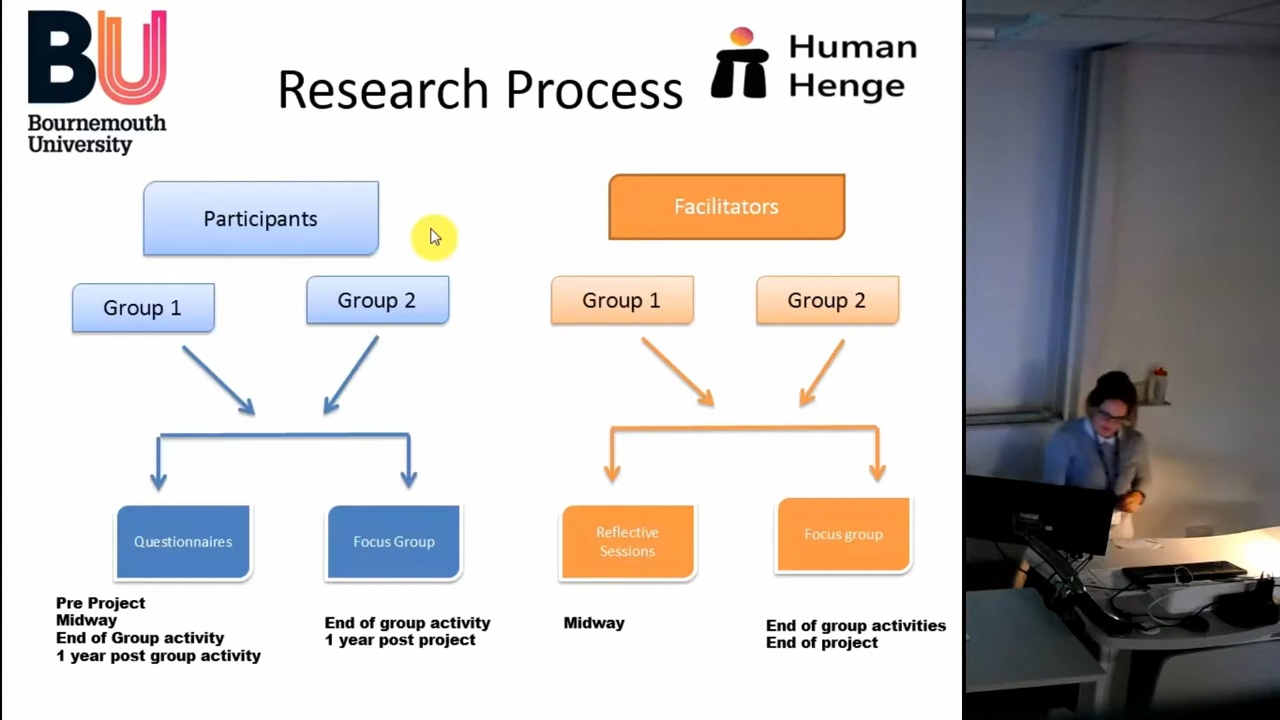 BU
Bournemouth
University
Research Process
Human
Henge
Participants
Facilitators
Group 1
Group 2
Group 1
Group 2
Questionnaires
Focus Group
Reflective
Sessions
Focus group
Pre Project
Midway
End of Group activity
1 year post group activity
End of group activity
1 year post project
Midway
End of group activities
End of project